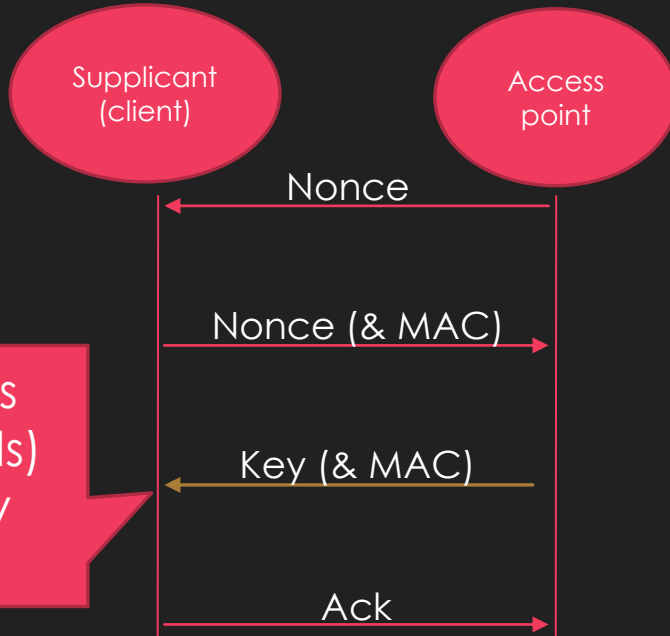 Supplicant
(client)
Access
point
Nonce
Nonce (& MAC)
Key (& MAC)
Ack